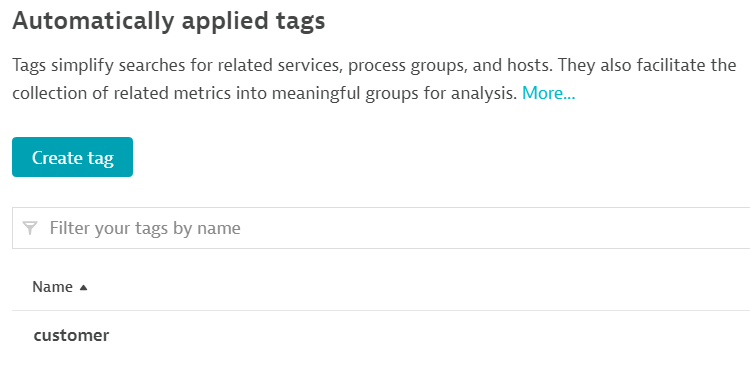 Automatically applied tags
Tags simplify searches for related services, process groups, and hosts. They also facilitate the
collection of related metrics into meaningful groups for analysis. More...
Create tag
Filter your tags by name
Name
customer